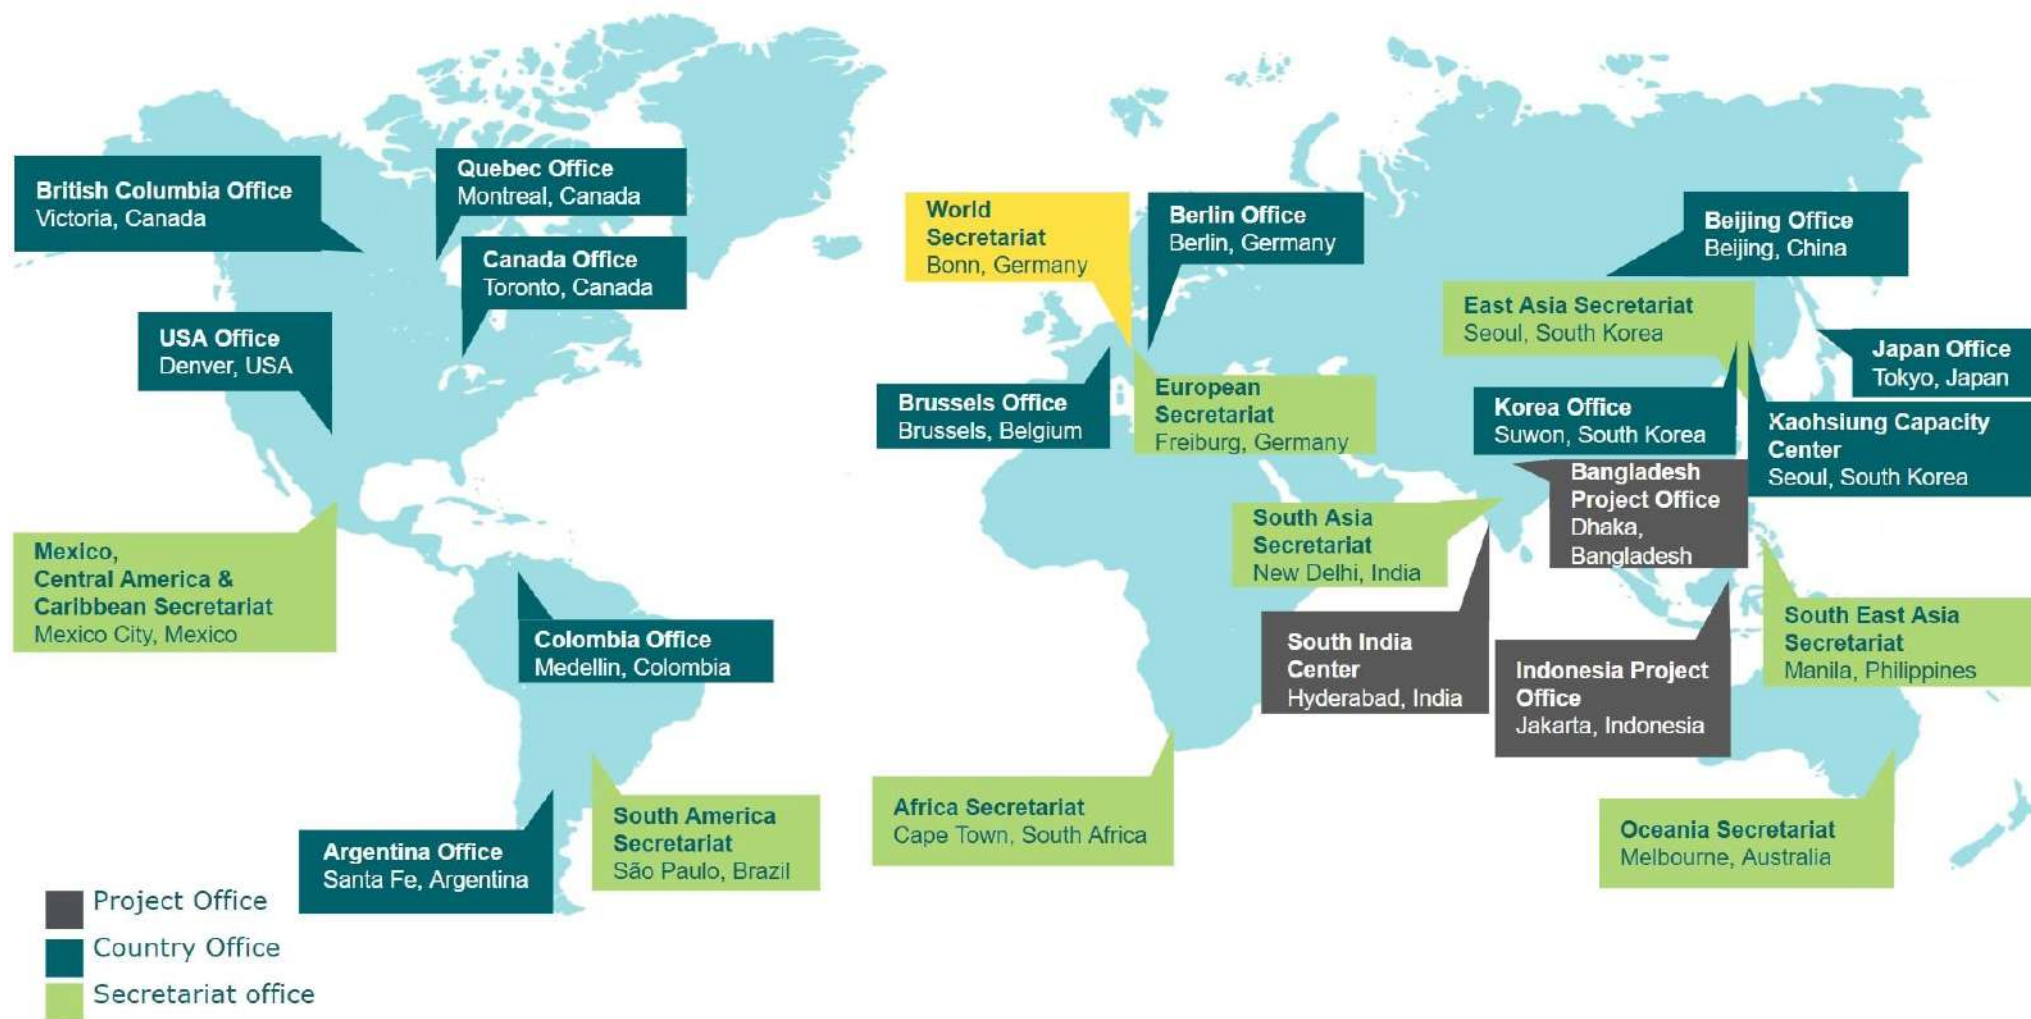 British Columbia Office
Victoria, Canada
Quebec Office
Montreal, Canada
Canada Office
Toronto, Canada
USA Office
Denver, USA
World
Secretariat
Bonn, Germany
Berlin Office
Berlin, Germany
Beijing Office
Beijing, China
East Asia Secretariat
Seoul, South Korea
Japan Office
Tokyo, Japan
Brussels Office
Brussels, Belgium
European
Secretariat
Freiburg, Germany
Korea Office
Suwon, South Korea
Kaohsiung Capacity
Center
Seoul, South Korea
Bangladesh
Project Office
Dhaka,
Bangladesh
South Asia
Secretariat
New Delhi, India
Mexico,
Central America &
Caribbean Secretariat
Mexico City, Mexico
Colombia Office
Medellin, Colombia
South India
Center
Hyderabad, India
Indonesia Project
Office
Jakarta, Indonesia
South East Asia
Secretariat
Manila, Philippines
Argentina Office
Santa Fe, Argentina
South America
Secretariat
São Paulo, Brazil
Africa Secretariat
Cape Town, South Africa
Oceania Secretariat
Melbourne, Australia
Project Office
Country Office
Secretariat office